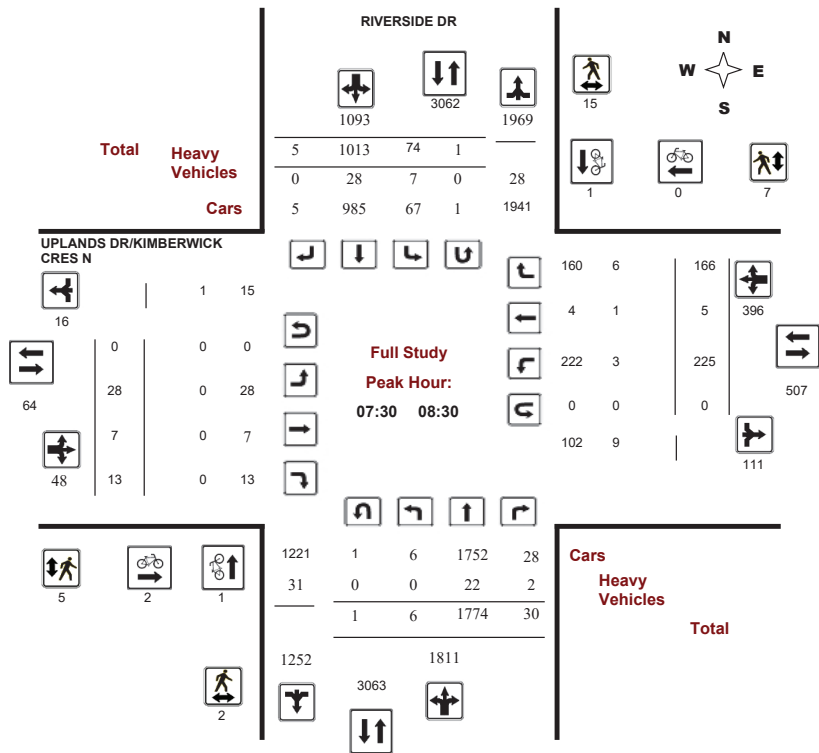 RIVERSIDE DR
N
W E
S
1093 3062 1969
15
Total Heavy Vehicles
5 1013 74 1
0 28 7 0 28
Cars 5 985 67 1 1941
1 0 7
UPLANDS DR/KIMBERWICK
CRES N
1 15
16
160 6 166
396
4 1 5
0 0 0
64
28 0 28
7 0 7
48
13 0 13
Full Study
Peak Hour:
07:30 08:30
222 3 225
507
0 0 0
102 9
111
1221 1 6 1752 28 Cars
31 0 0 22 2 Heavy
Vehicles
1 6 1774 30 Total
5 2 1
1252 1811
2
3063